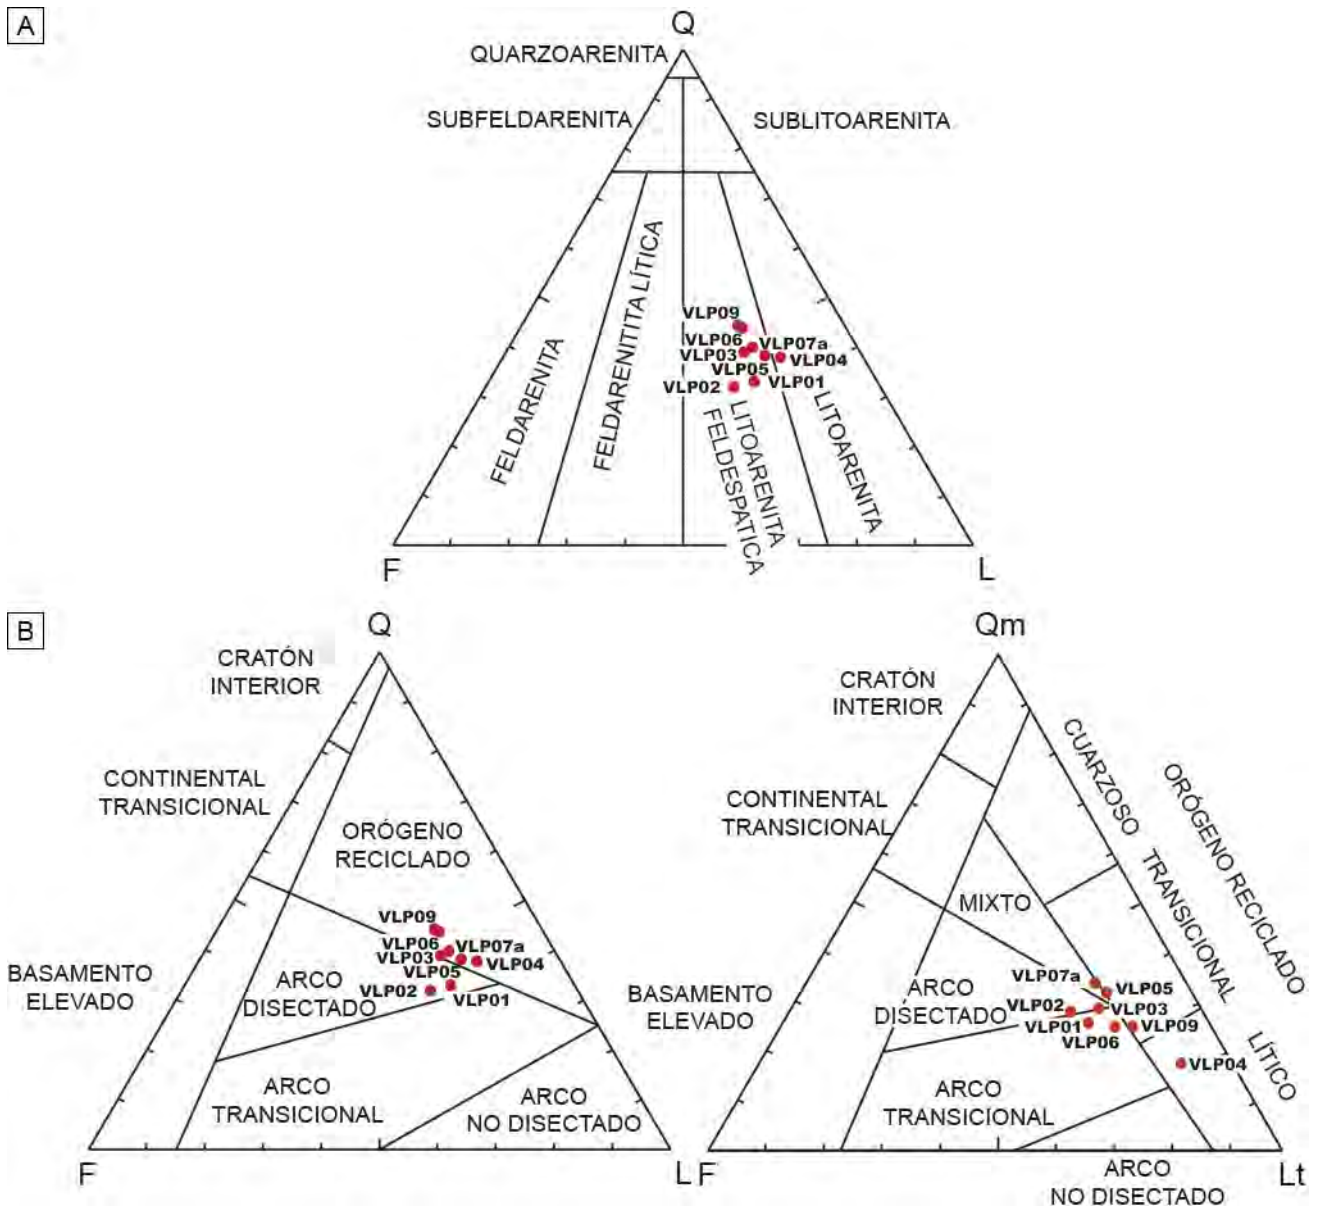 A
Q
QUARZOARENITA
SUBFELDARENITA
SUBLITOARENITA
FELDARENITA
FELDARENITITA LÍTICA
VLP09
VLP06
VLP07a
VLP03
VLP04
VLP05
VLP02
VLP01
LITOARENITA
FELDESPATICA
LITOARENITA
F
L
B
Q
CRATÓN
INTERIOR
CONTINENTAL
TRANSICIONAL
ORÓGENO
RECICLADO
VLP09
VLP06
VLP07a
VLP03
VLP04
VLP05
VLP02
VLP01
BASAMENTO
ELEVADO
ARCO
DISECTADO
ARCO
TRANSICIONAL
ARCO
NO DISECTADO
F
L
Qm
CRATÓN
INTERIOR
CUARZOSO
TRANSICIONAL
ORÓGENO RECICLADO
LÍTICO
CONTINENTAL
TRANSICIONAL
MIXTO
VLP07a
VLP05
VLP02
VLP03
VLP01
VLP09
VLP06
VLP04
BASAMENTO
ELEVADO
ARCO
DISECTADO
ARCO
TRANSICIONAL
ARCO
NO DISECTADO
F
Lt